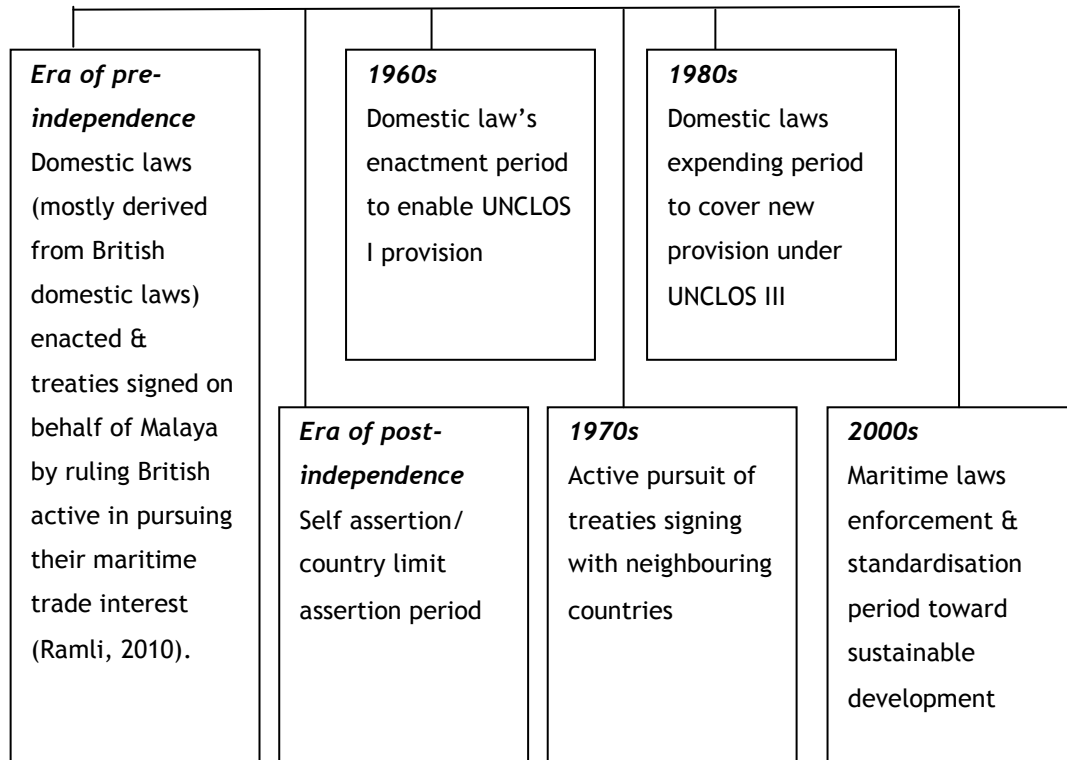 Era of pre-
independence
Domestic laws
(mostly derived
from British
domestic laws)
enacted &
treaties signed on
behalf of Malaya
by ruling British
active in pursuing
their maritime
trade interest
(Ramli, 2010).
Era of post-
independence
Self assertion/
country limit
assertion period
1960s
Domestic law’s
enactment period
to enable UNCLOS
I provision
1970s
Active pursuit of
treaties signing
with neighbouring
countries
1980s
Domestic laws
expending period
to cover new
provision under
UNCLOS III
2000s
Maritime laws
enforcement &
standardisation
period toward
sustainable
development